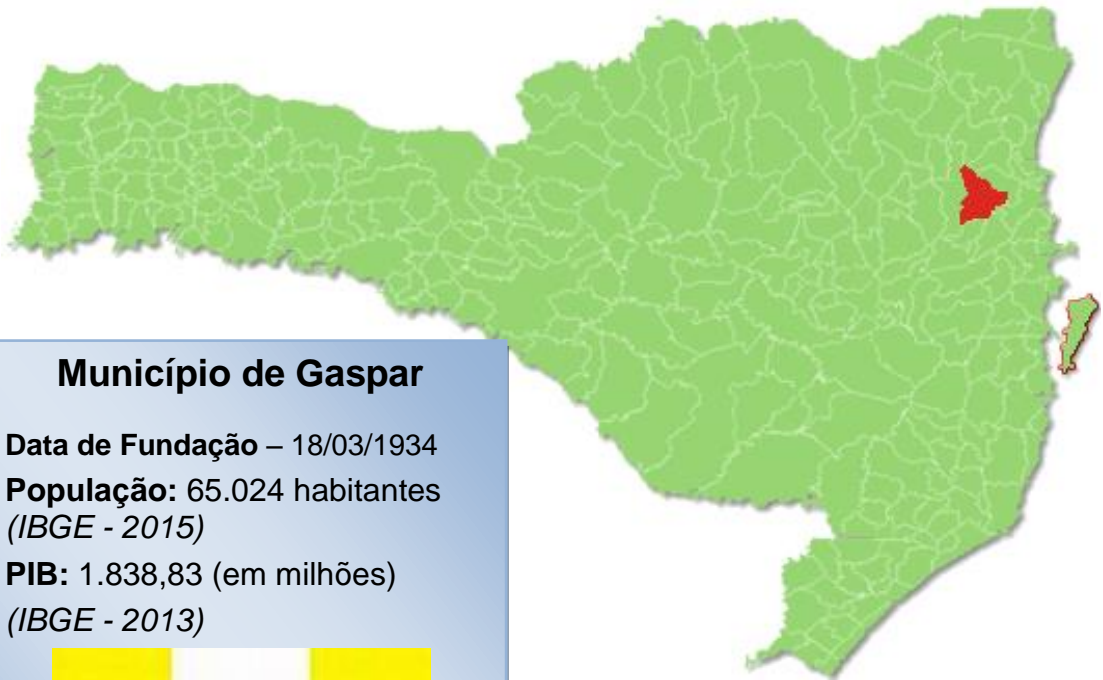 Município de Gaspar
Data de Fundação – 18/03/1934
População: 65.024 habitantes
(IBGE - 2015)
PIB: 1.838,83 (em milhões)
(IBGE - 2013)